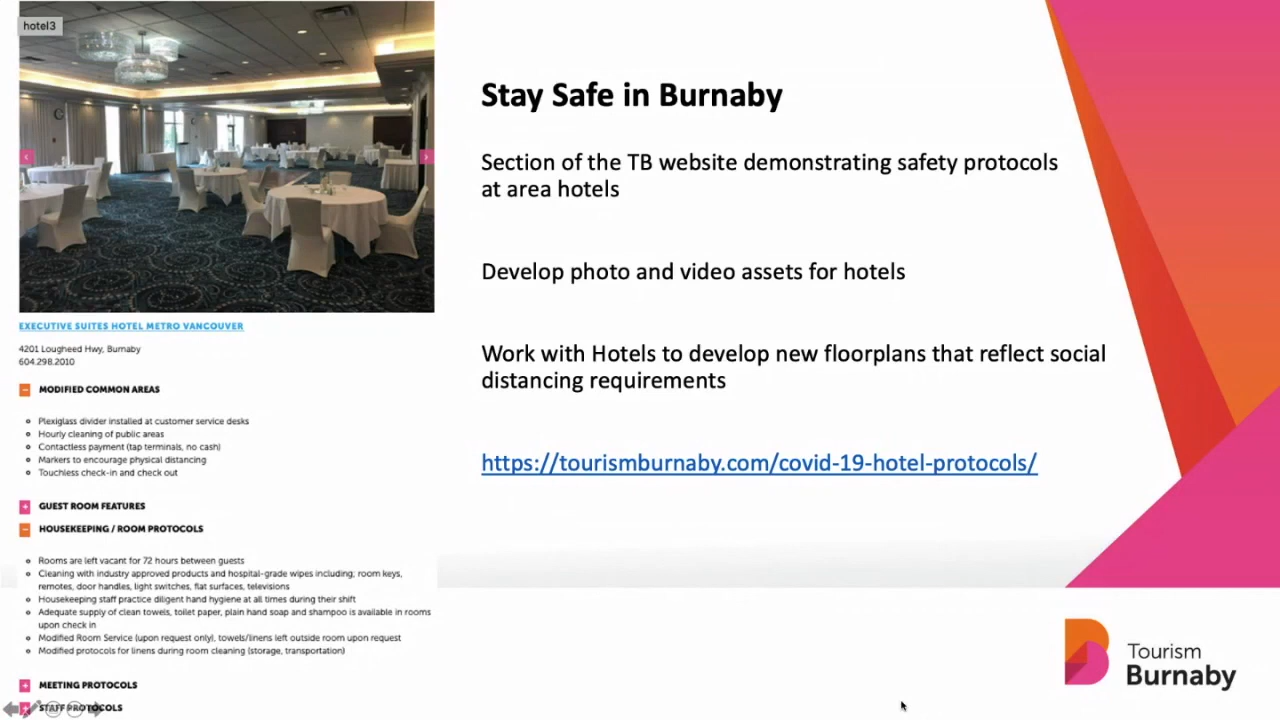 hotel3
EXECUTIVE SUITES HOTEL METRO VANCOUVER
4201 Lougheed Hwy, Burnaby
604.298.2010
MODIFIED COMMON AREAS
Plexiglass divider installed at customer service desks
Hourly cleaning of public areas
Contactless payment (tap terminals, no cash)
Markers to encourage physical distancing
Touchless check-in and check out
GUEST ROOM FEATURES
HOUSEKEEPING / ROOM PROTOCOLS
Rooms are left vacant for 72 hours between guests
Cleaning with industry approved products and hospital-grade wipes including; room keys,
remotes, door handles, light switches, flat surfaces, televisions
Housekeeping staff practice diligent hand hygiene at all times during their shift
Adequate supply of clean towels, toilet paper, plain hand soap and shampoo is available in rooms
upon check in
Modified Room Service (upon request only), towels/linens left outside room upon request
Modified protocols for linens during room cleaning (storage, transportation)
MEETING PROTOCOLS
STAFF PROTOCOLS
Stay Safe in Burnaby
Section of the TB website demonstrating safety protocols
at area hotels
Develop photo and video assets for hotels
Work with Hotels to develop new floorplans that reflect social
distancing requirements
https://tourismburnaby.com/covid-19-hotel-protocols/
Tourism
Burnaby